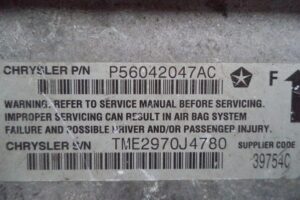 CHRYSLER P/N P56042047AC
F
WARNING: REFER TO SERVICE MANUAL BEFORE SERVICING.
IMPROPER SERVICING CAN RESULT IN AIR BAG SYSTEM
FAILURE AND POSSIBLE DRIVER AND/OR PASSENGER INJURY.
CHRYSLER S/N TME2970J4780 SUPPLIER CODE
39754C